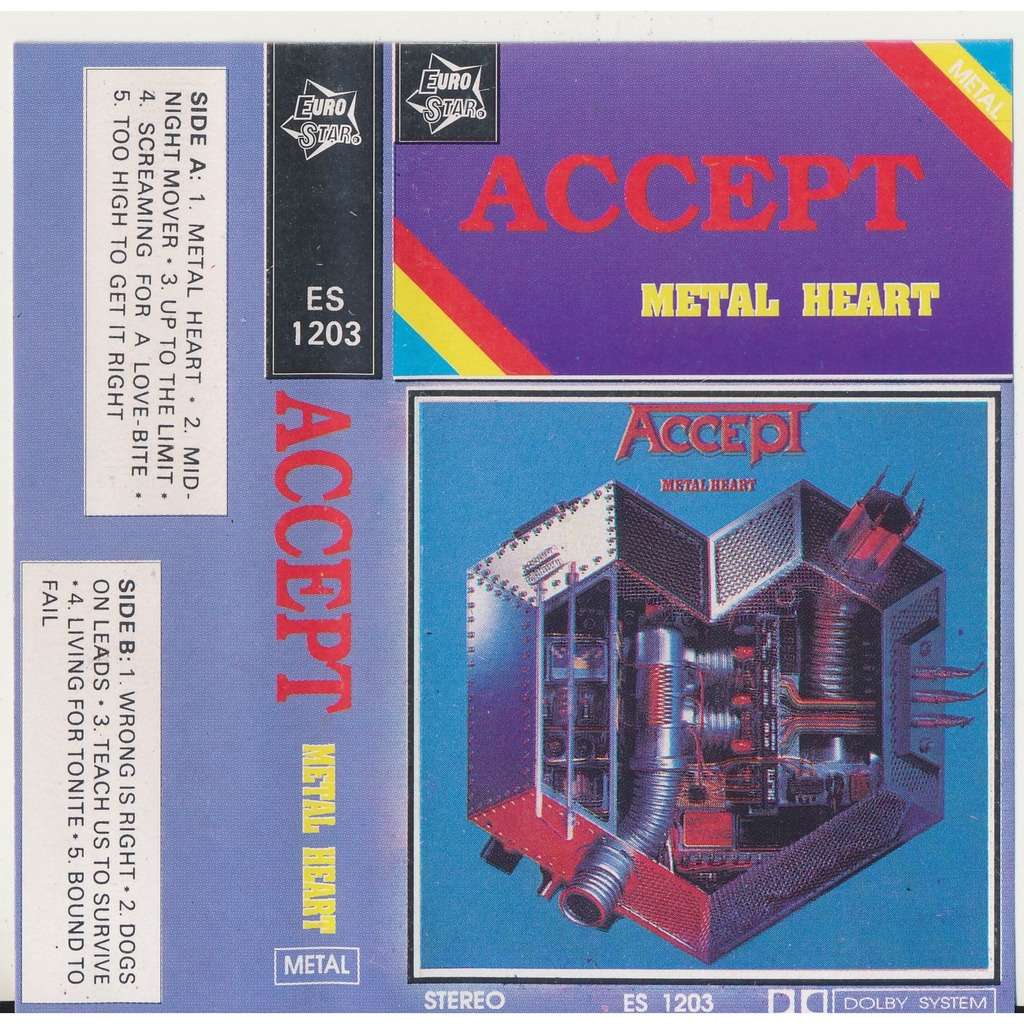 SIDE A: 1. METAL HEART * 2. MID-
NIGHT MOVER * 3. UP TO THE LIMIT *
4. SCREAMING FOR A LOVE-BITE *
5. TOO HIGH TO GET IT RIGHT
SIDE B: 1. WRONG IS RIGHT * 2. DOGS
ON LEADS * 3. TEACH US TO SURVIVE
* 4. LIVING FOR TONITE * 5. BOUND TO
FAIL
EURO
STAR®
ES
1203
ACCEPT
METAL HEART
METAL
EURO
STAR®
METAL
ACCEPT
METAL HEART
ACCEPT
METAL HEART
STEREO
ES 1203
DOLBY SYSTEM